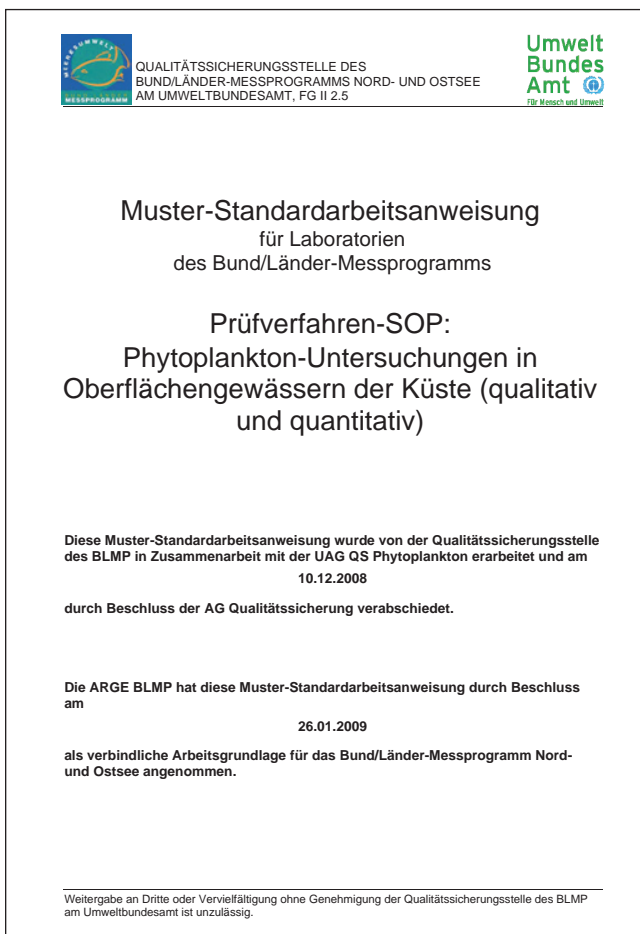 MEERESUMWELT
MESSPROGRAMM
QUALITÄTSSICHERUNGSSTELLE DES
BUND/LÄNDER-MESSPROGRAMMS NORD- UND OSTSEE
AM UMWELTBUNDESAMT, FG II 2.5
Umwelt
Bundes
Amt
Für Mensch und Umwelt
Muster-Standardarbeitsanweisung
für Laboratorien
des Bund/Länder-Messprogramms
Prüfverfahren-SOP:
Phytoplankton-Untersuchungen in
Oberflächengewässern der Küste (qualitativ
und quantitativ)
Diese Muster-Standardarbeitsanweisung wurde von der Qualitätssicherungsstelle
des BLMP in Zusammenarbeit mit der UAG QS Phytoplankton erarbeitet und am
10.12.2008
durch Beschluss der AG Qualitätssicherung verabschiedet.
Die ARGE BLMP hat diese Muster-Standardarbeitsanweisung durch Beschluss
am
26.01.2009
als verbindliche Arbeitsgrundlage für das Bund/Länder-Messprogramm Nord-
und Ostsee angenommen.
Weitergabe an Dritte oder Vervielfältigung ohne Genehmigung der Qualitätssicherungsstelle des BLMP
am Umweltbundesamt ist unzulässig.